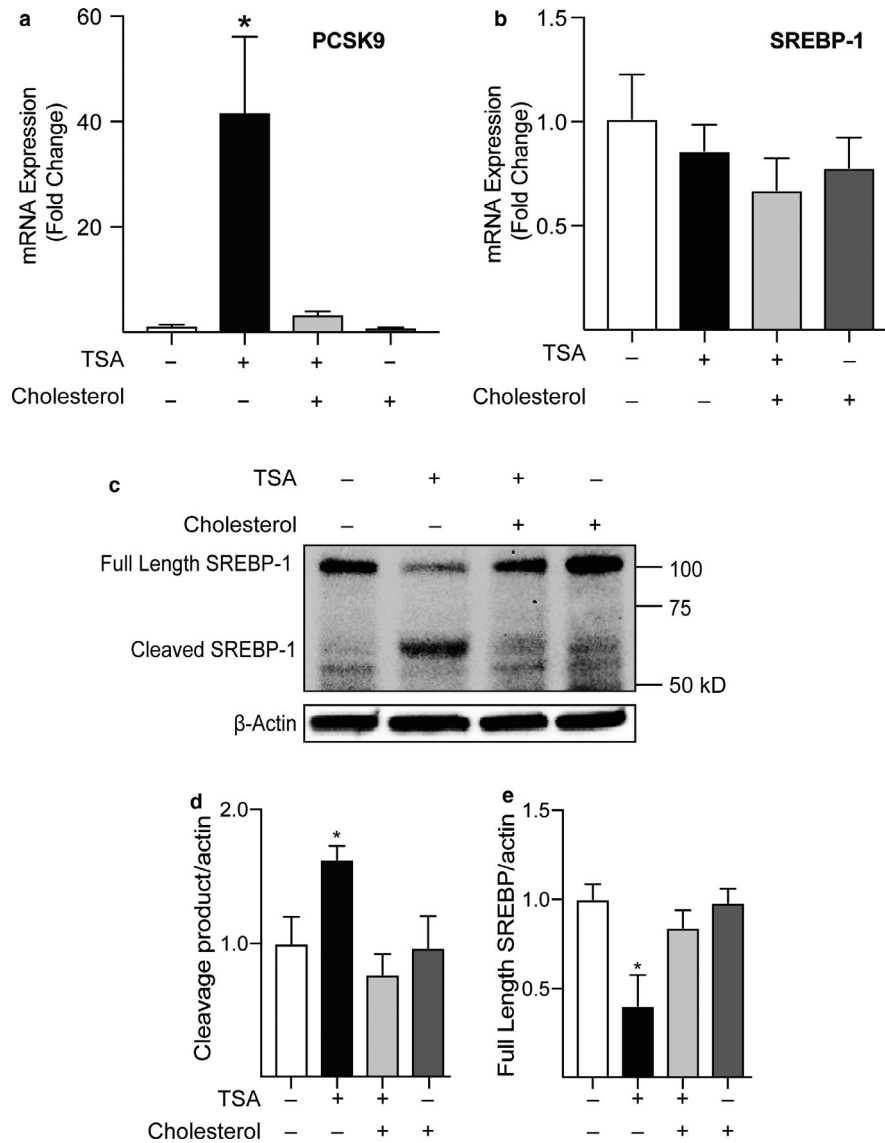 a
60
40
20
mRNA Expression
(Fold Change)
PCSK9
*
TSA – + + –
Cholesterol – – + +
b
1.0
0.5
mRNA Expression
(Fold Change)
SREBP-1
TSA – + + –
Cholesterol – – + +
c
TSA – + + –
Cholesterol – – + +
Full Length SREBP-1
Cleaved SREBP-1
β-Actin
100
75
50 kD
d
2.0
1.0
Cleavage product/actin
*
TSA – + + –
Cholesterol – – + +
e
1.5
1.0
0.5
Full Length SREBP/actin
*
– + + –
– – + +